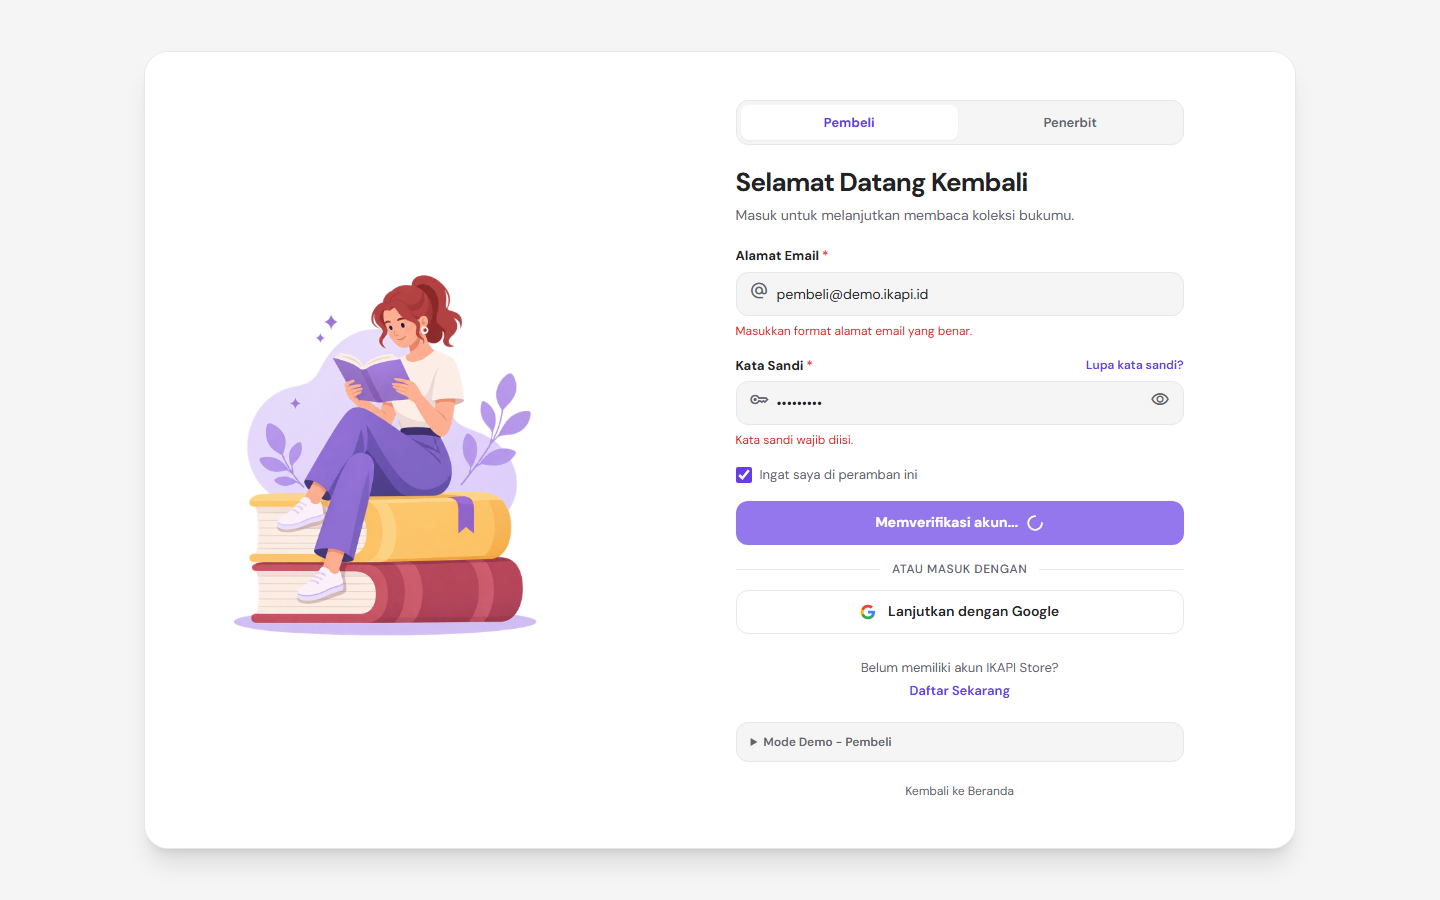 Pembeli
Penerbit
Selamat Datang Kembali
Masuk untuk melanjutkan membaca koleksi bukumu.
Alamat Email *
pembeli@demo.ikapi.id
Masukkan format alamat email yang benar.
Kata Sandi *
Lupa kata sandi?
•••••••••
Kata sandi wajib diisi.
Ingat saya di peramban ini
Memverifikasi akun...
ATAU MASUK DENGAN
Lanjutkan dengan Google
Belum memiliki akun IKAPI Store?
Daftar Sekarang
Mode Demo - Pembeli
Kembali ke Beranda